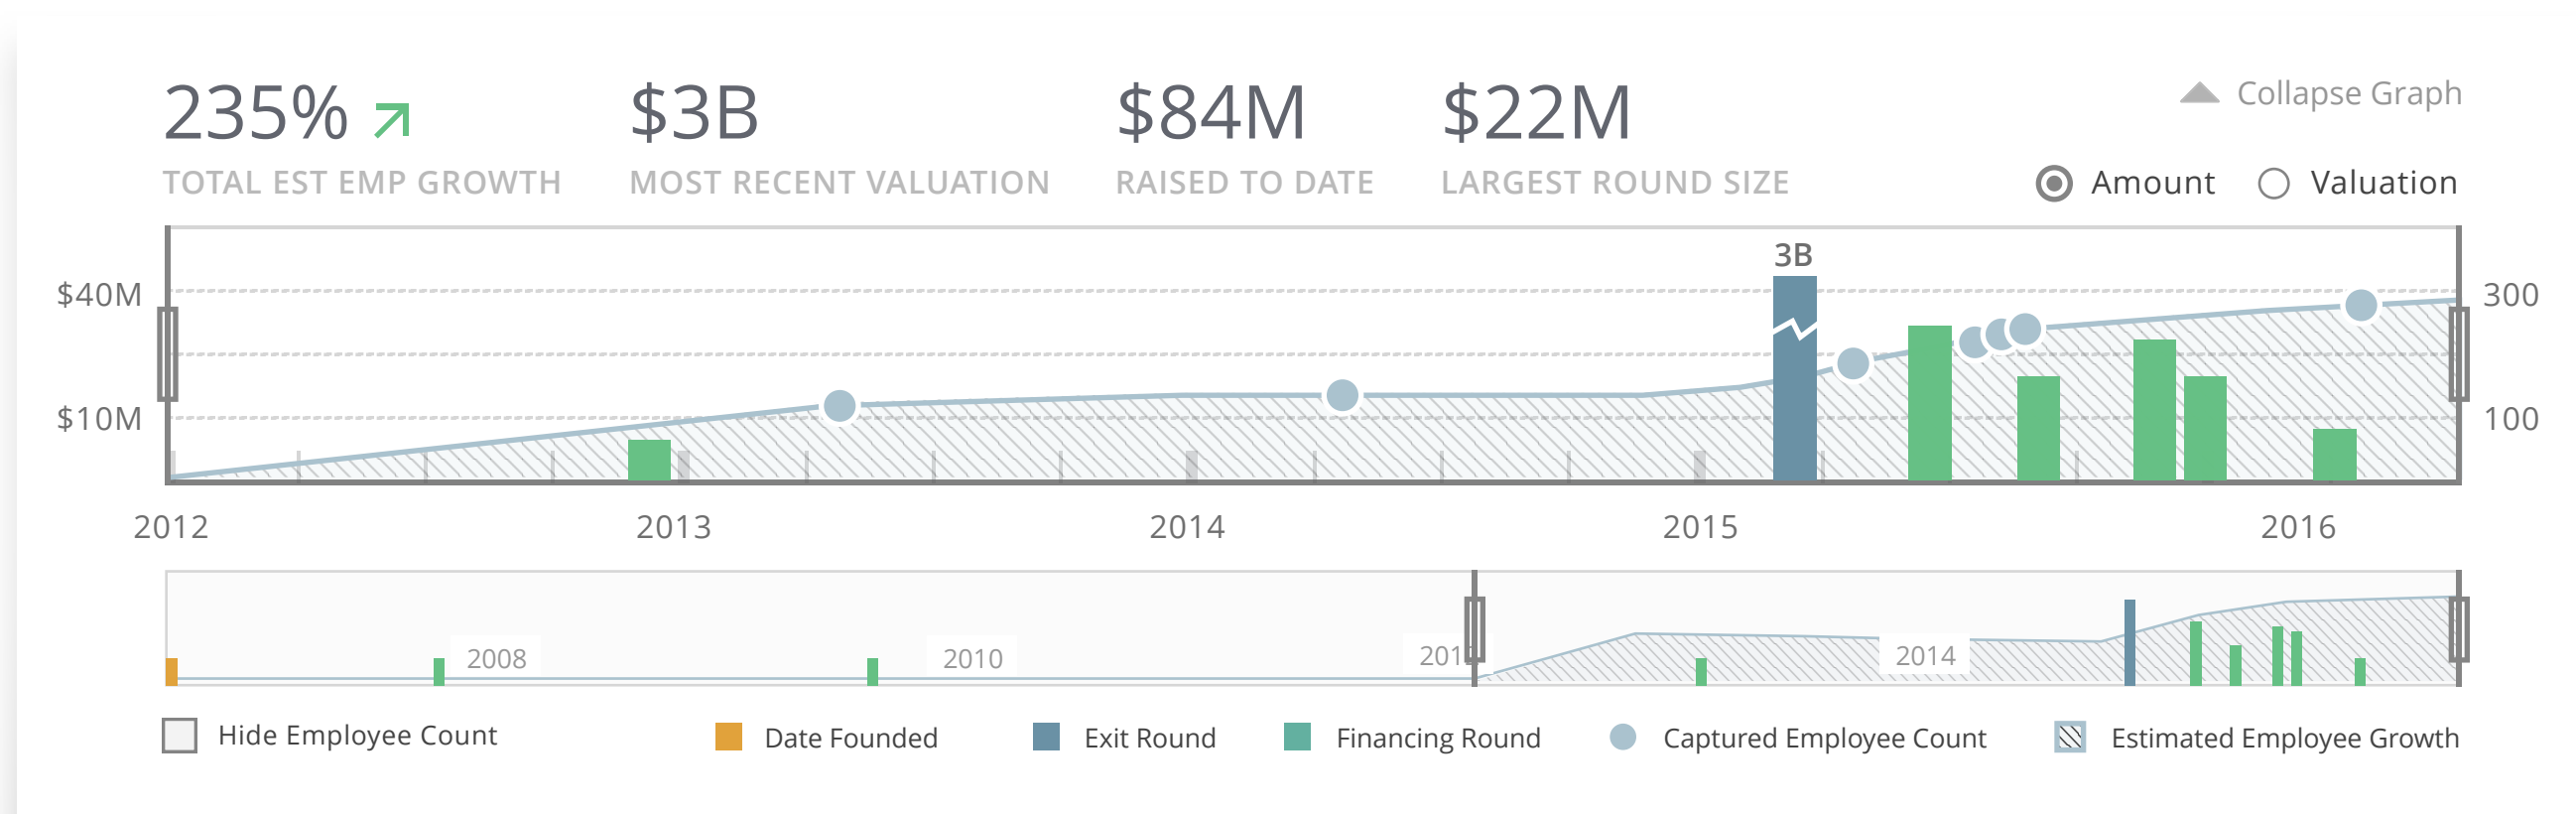 235% $3B $84M $22M Collapse Graph
TOTAL EST EMP GROWTH MOST RECENT VALUATION RAISED TO DATE LARGEST ROUND SIZE Amount Valuation
3B
$40M 300
$10M 100
2012 2013 2014 2015 2016
2008 2010 2014
Hide Employee Count Date Founded Exit Round Financing Round Captured Employee Count Estimated Employee Growth